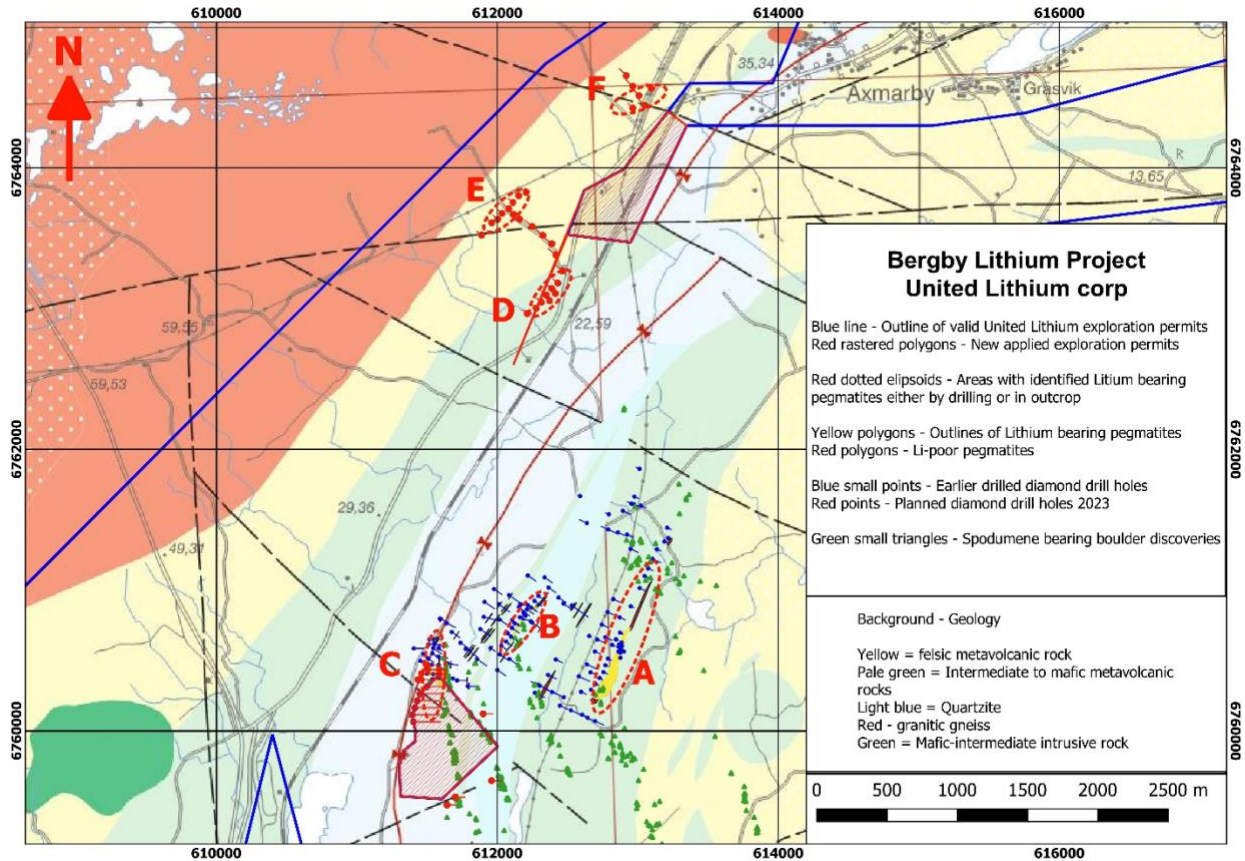 610000 612000 614000 616000
N
F
35,34
Axmarby
Gräsvik
6764000
6764000
13,65
E
D
22,59
59,55
59,53
Bergby Lithium Project
United Lithium corp
Blue line - Outline of valid United Lithium exploration permits
Red rastered polygons - New applied exploration permits
Red dotted elipsoids - Areas with identified Litium bearing
pegmatites either by drilling or in outcrop
Yellow polygons - Outlines of Lithium bearing pegmatites
Red polygons - Li-poor pegmatites
Blue small points - Earlier drilled diamond drill holes
Red points - Planned diamond drill holes 2023
Green small triangles - Spodumene bearing boulder discoveries
6762000
6762000
29,36
49,31
B
C
A
Background - Geology
Yellow = felsic metavolcanic rock
Pale green = Intermediate to mafic metavolcanic
rocks
Light blue = Quartzite
Red - granitic gneiss
Green = Mafic-intermediate intrusive rock
6760000
6760000
0 500 1000 1500 2000 2500 m
610000 612000 614000 616000